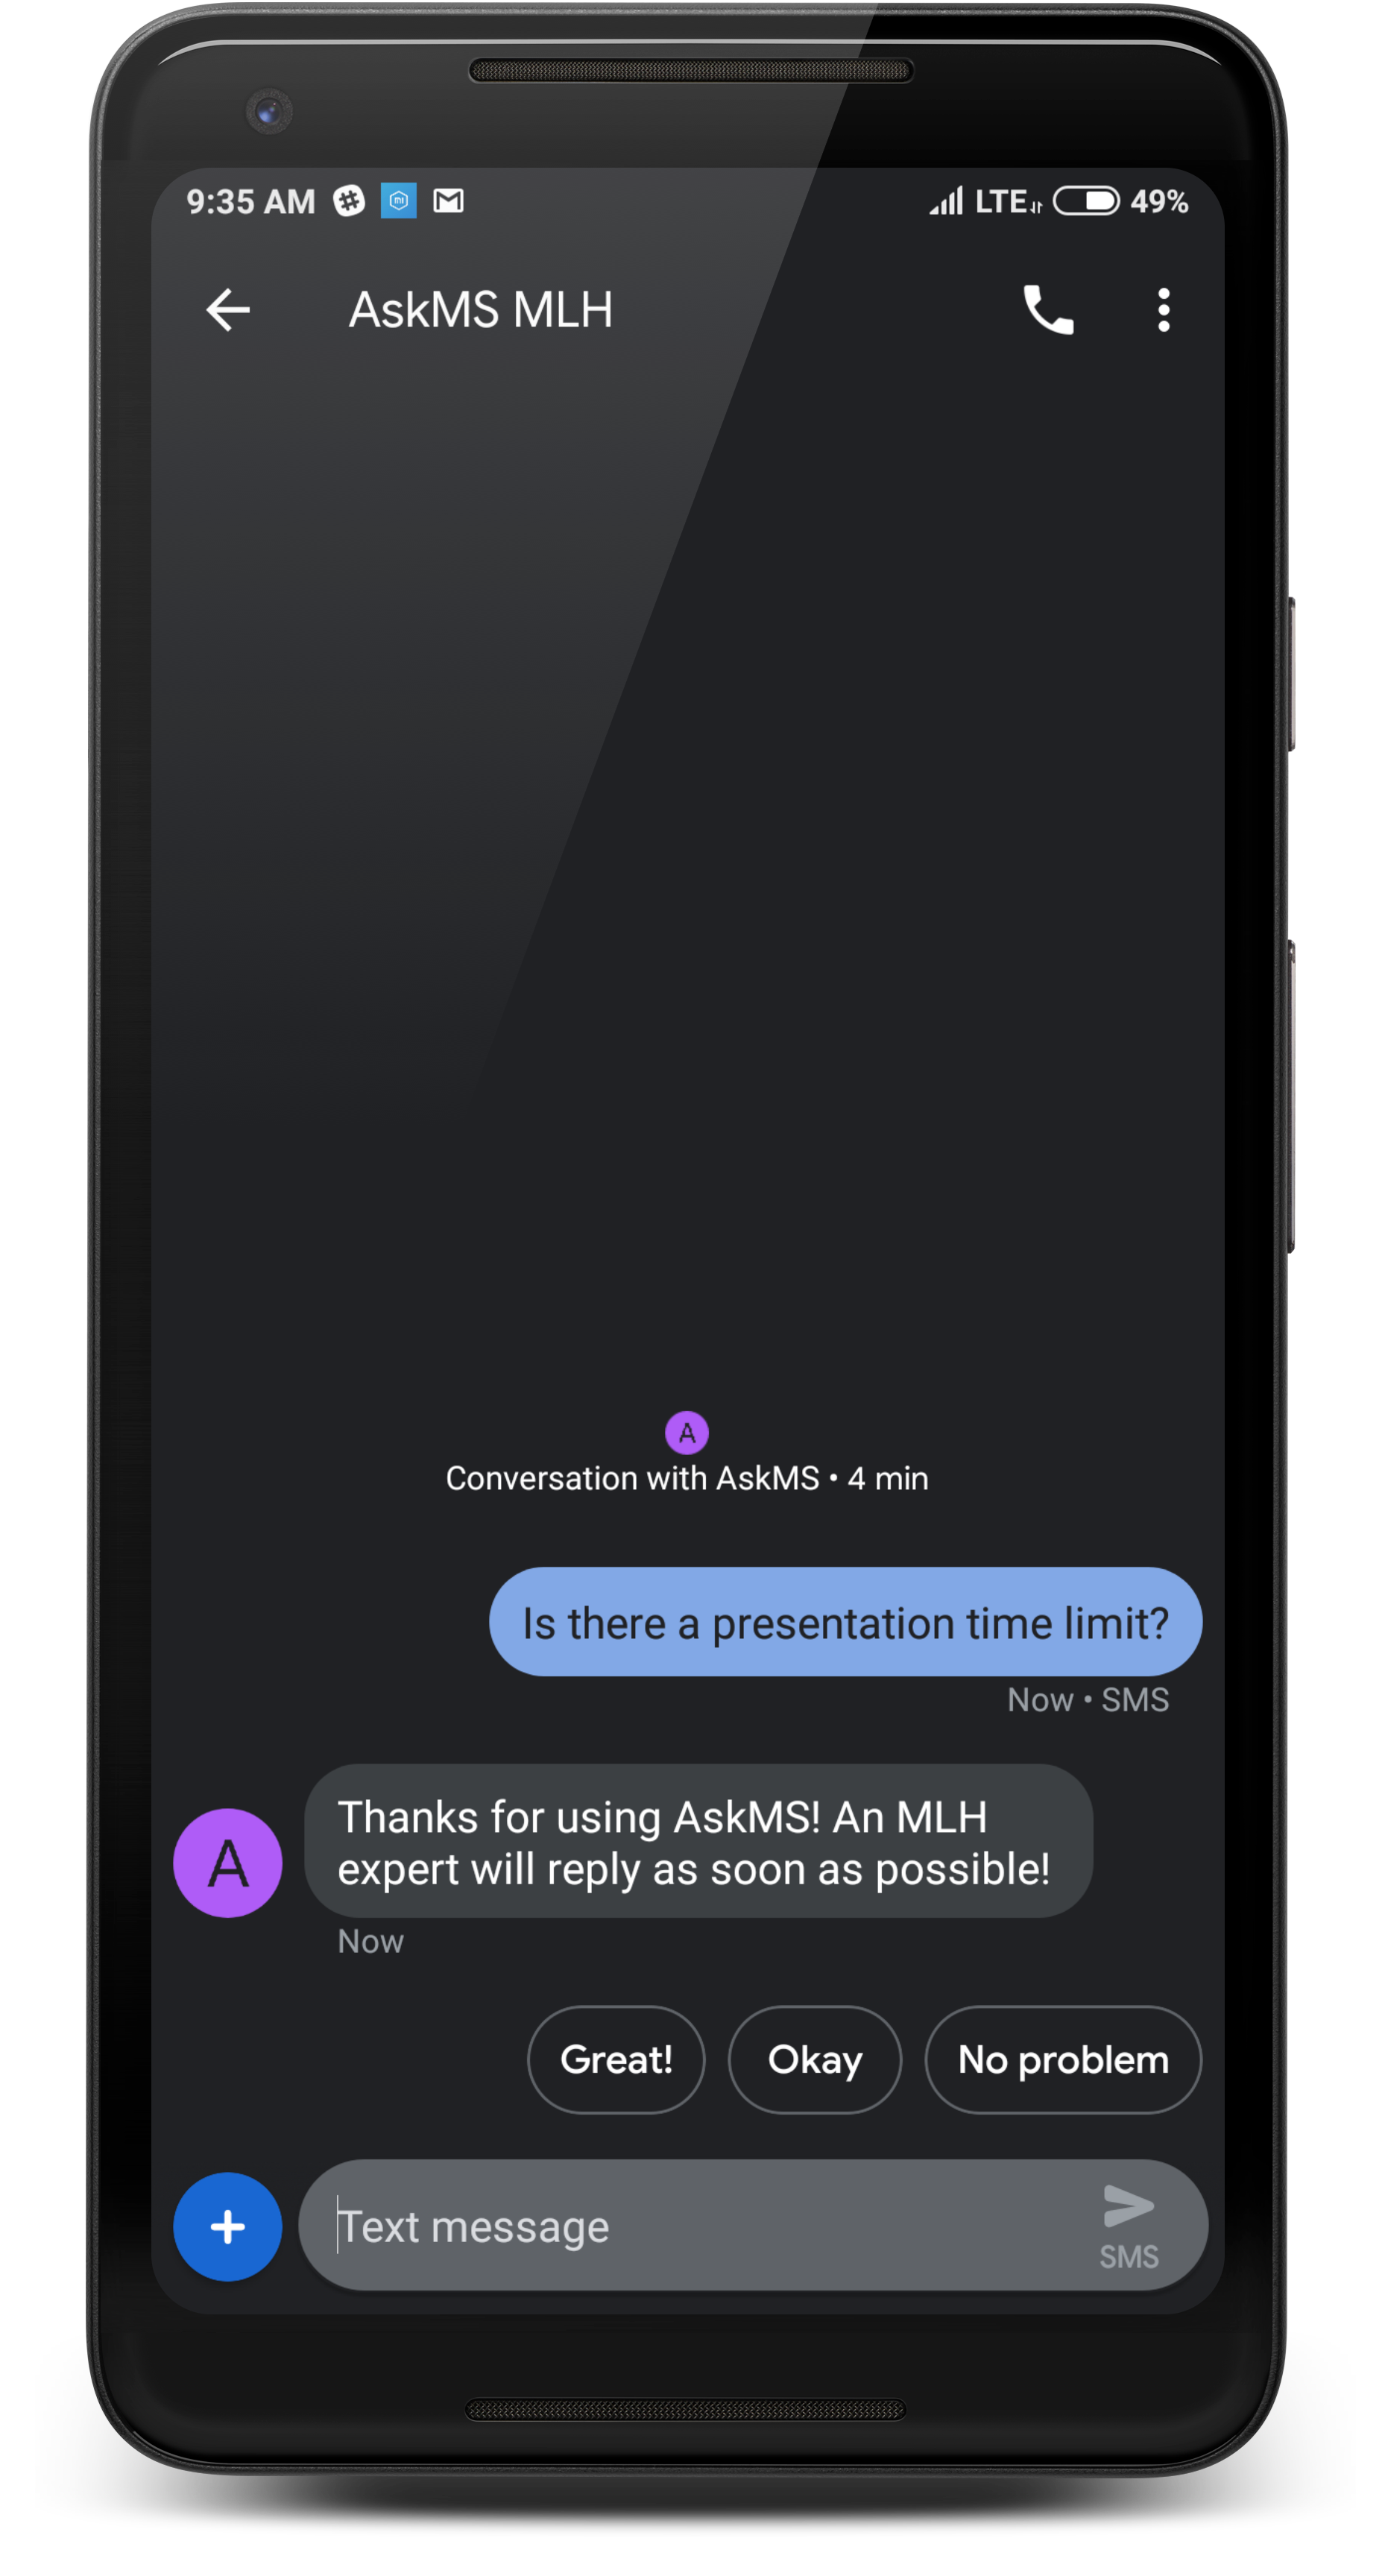 9:35 AM LTE 49%
AskMS MLH
A
Conversation with AskMS • 4 min
Is there a presentation time limit?
Now • SMS
Thanks for using AskMS! An MLH
expert will reply as soon as possible!
A
Now
Great! Okay No problem
Text message
SMS